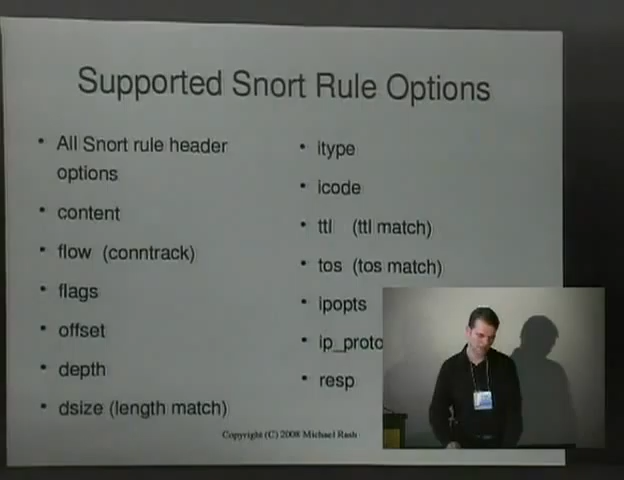 Supported Snort Rule Options
• All Snort rule header
options
• content
• flow (conntrack)
• flags
• offset
• depth
• dsize (length match)
• itype
• icode
• ttl (ttl match)
• tos (tos match)
• ipopts
• ip_proto
• resp
Copyright (C) 2008 Michael Rash